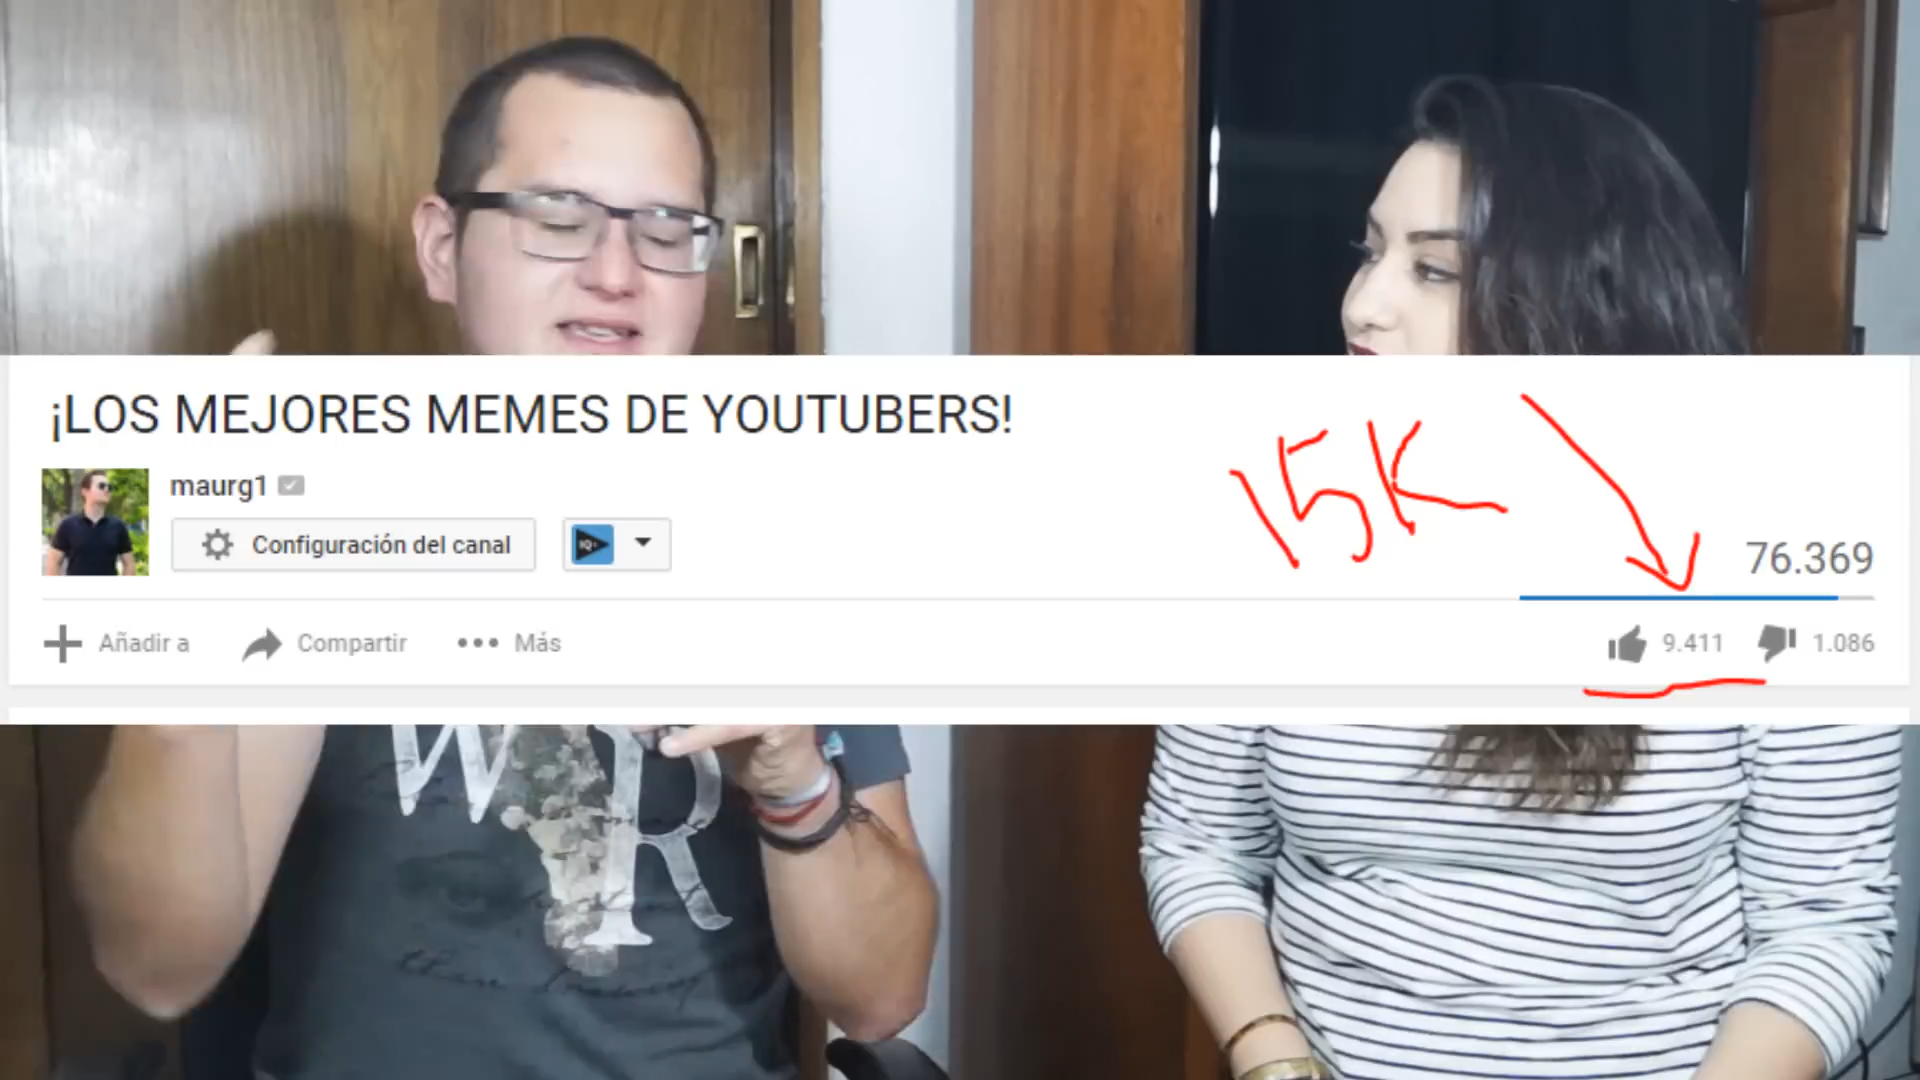 ¡LOS MEJORES MEMES DE YOUTUBERS!
maurg1
15K
Configuración del canal
IQ
76.369
Añadir a
Compartir
Más
9.411
1.086
W
R